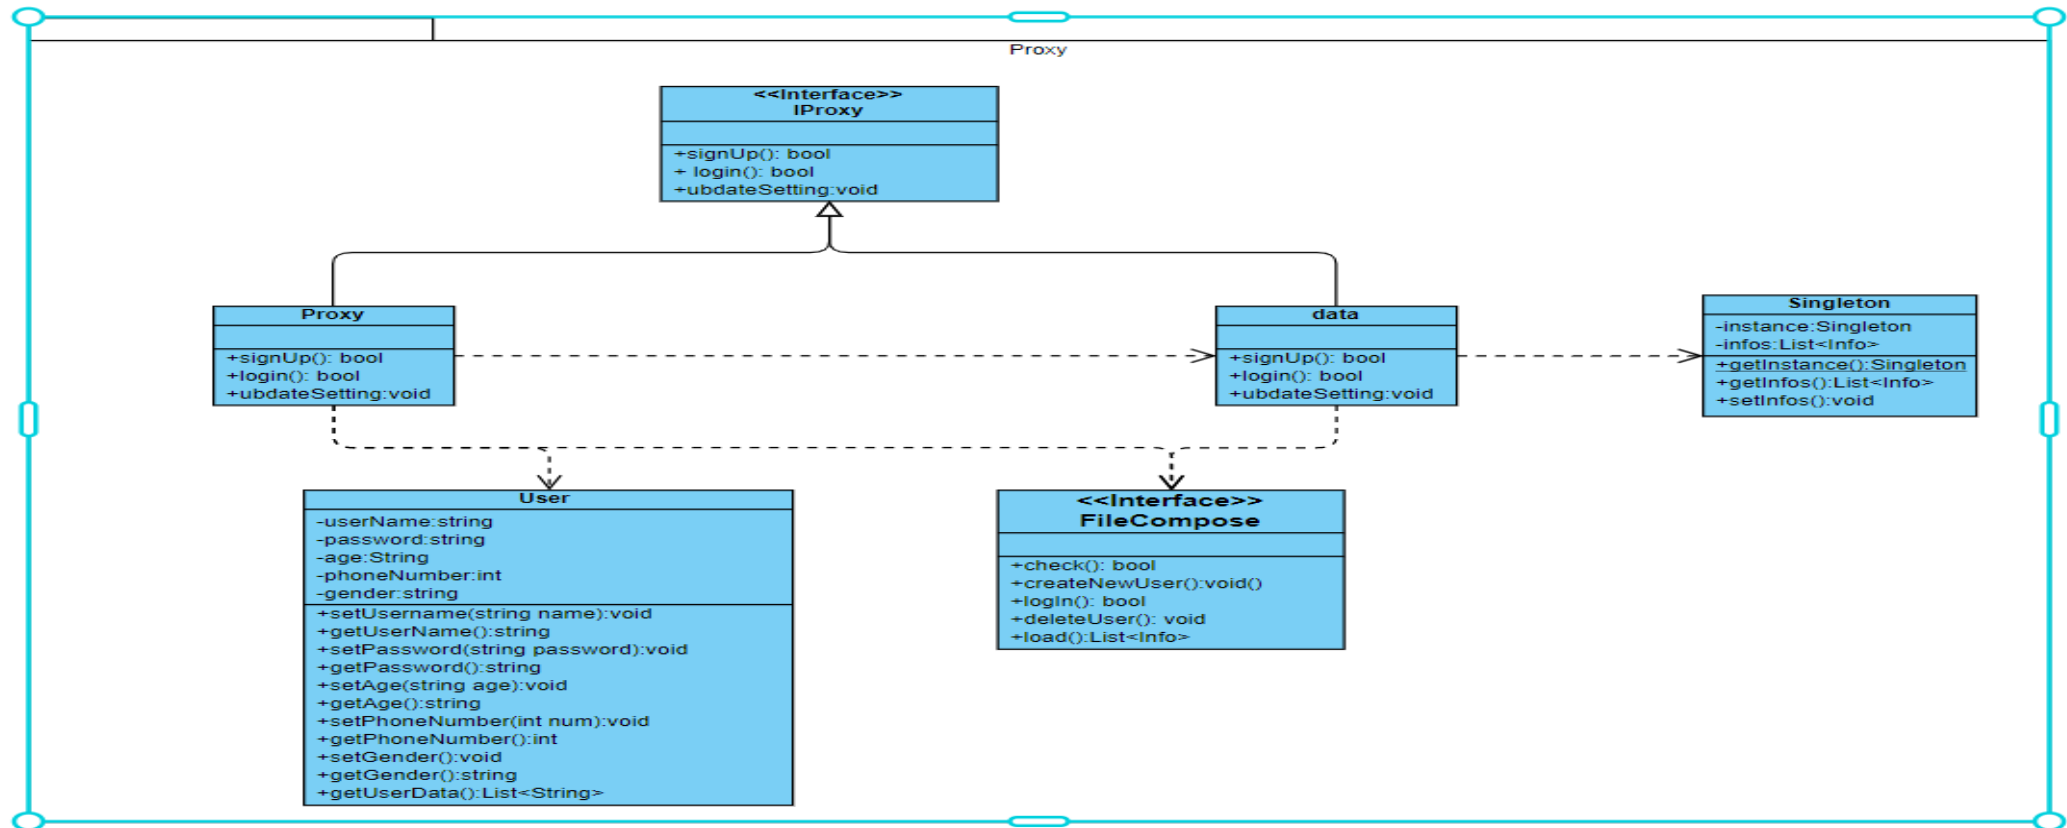 Proxy
<<Interface>>
IProxy
+signUp(): bool
+ login(): bool
+ubdateSetting:void
Proxy
+signUp(): bool
+login(): bool
+ubdateSetting:void
data
+signUp(): bool
+login(): bool
+ubdateSetting:void
Singleton
-instance:Singleton
-infos:List<Info>
+getInstance():Singleton
+getInfos():List<Info>
+setInfos():void
User
-userName:string
-password:string
-age:String
-phoneNumber:int
-gender:string
+setUsername(string name):void
+getUserName():string
+setPassword(string password):void
+getPassword():string
+setAge(string age):void
+getAge():string
+setPhoneNumber(int num):void
+getPhoneNumber():int
+setGender():void
+getGender():string
+getUserData():List<String>
<<Interface>>
FileCompose
+check(): bool
+createNewUser():void()
+logIn(): bool
+deleteUser(): void
+load():List<Info>